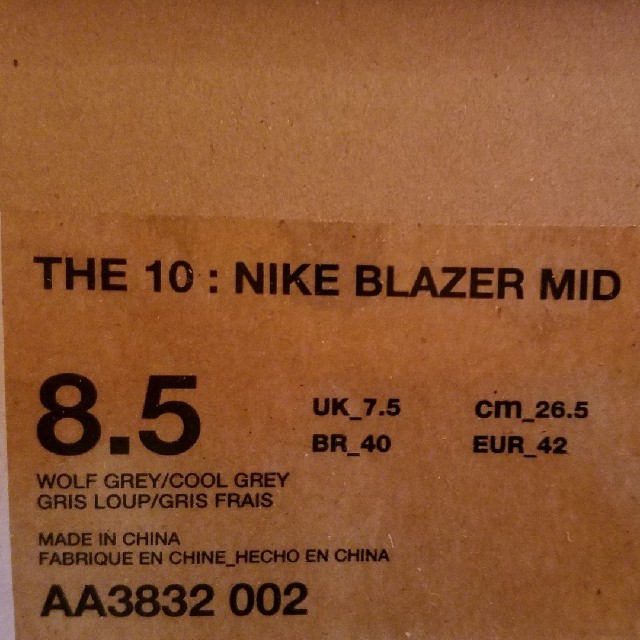 THE 10 : NIKE BLAZER MID
8.5
UK_7.5 cm_26.5
BR_40 EUR_42
WOLF GREY/COOL GREY
GRIS LOUP/GRIS FRAIS
MADE IN CHINA
FABRIQUE EN CHINE_HECHO EN CHINA
AA3832 002